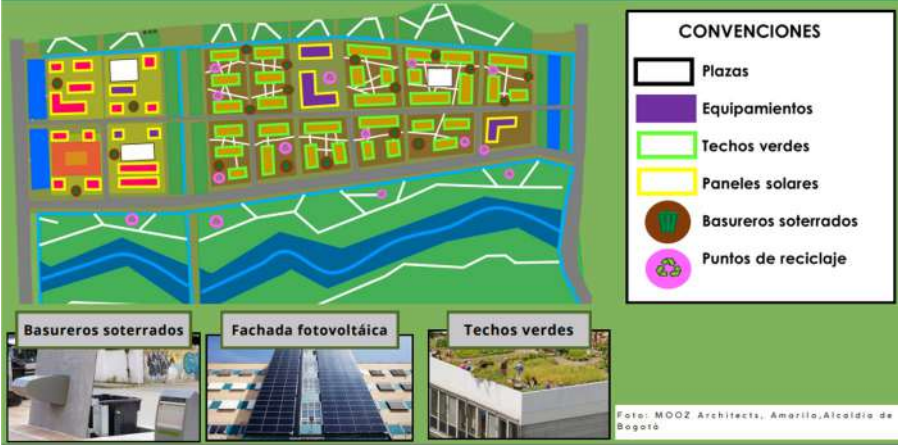 CONVENCIONES
Plazas
Equipamientos
Techos verdes
Paneles solares
Basureros soterrados
Puntos de reciclaje
Basureros soterrados
Fachada fotovoltáica
Techos verdes
Foto: MOOZ Architects, Amarilo,Alcaldía de
Bogotá